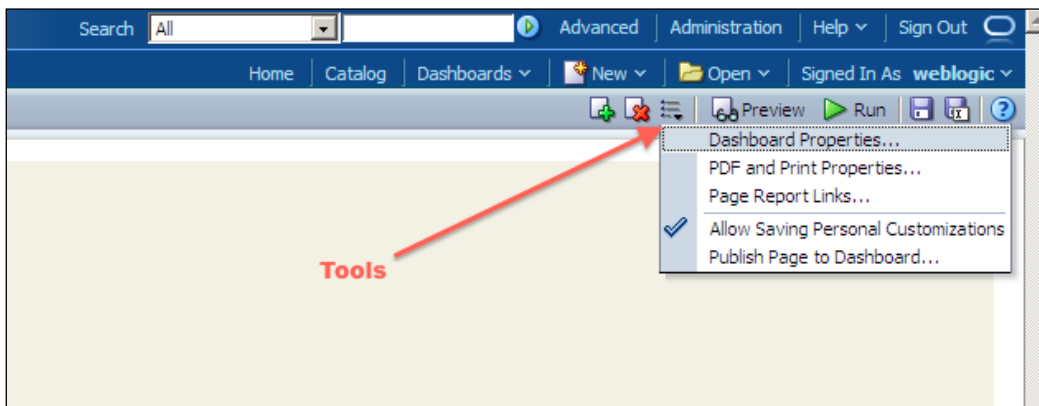 Search All Advanced Administration Help Sign Out
Home Catalog Dashboards New Open Signed In As weblogic
Preview Run
Dashboard Properties...
PDF and Print Properties...
Page Report Links...
Allow Saving Personal Customizations
Publish Page to Dashboard...
Tools